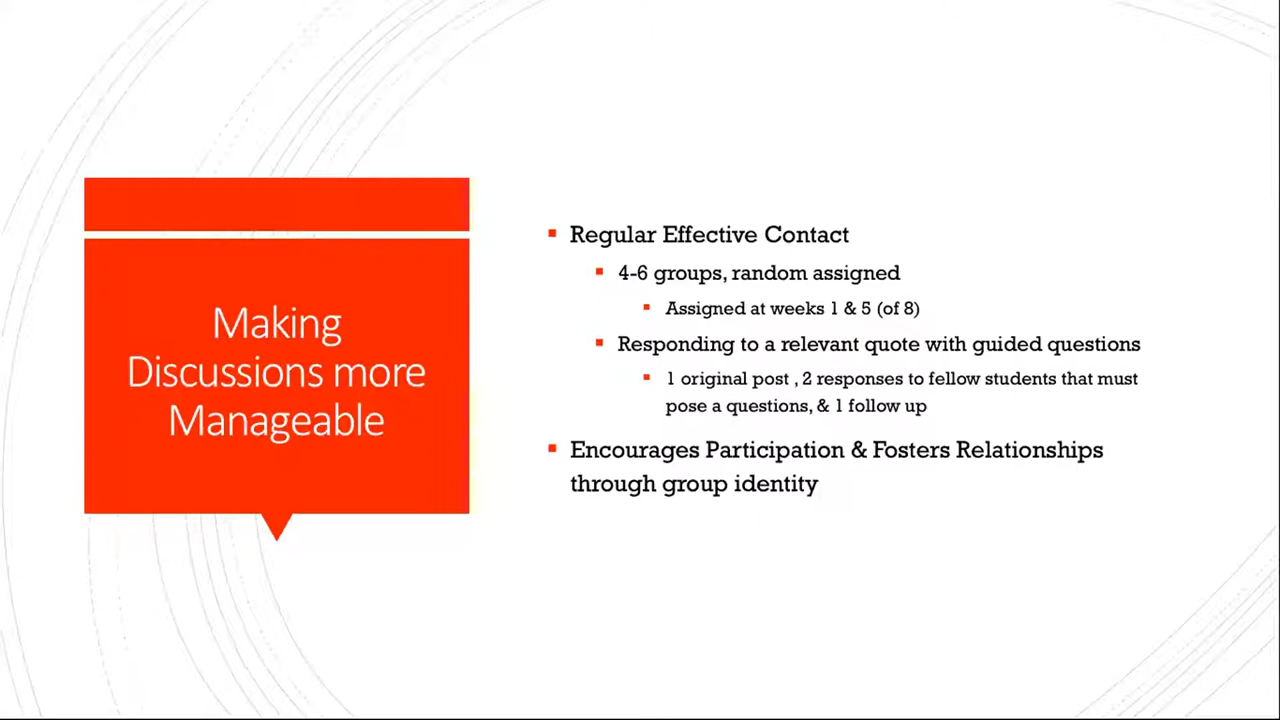 Making
Discussions more
Manageable
Regular Effective Contact
4-6 groups, random assigned
Assigned at weeks 1 & 5 (of 8)
Responding to a relevant quote with guided questions
1 original post , 2 responses to fellow students that must
pose a questions, & 1 follow up
Encourages Participation & Fosters Relationships
through group identity